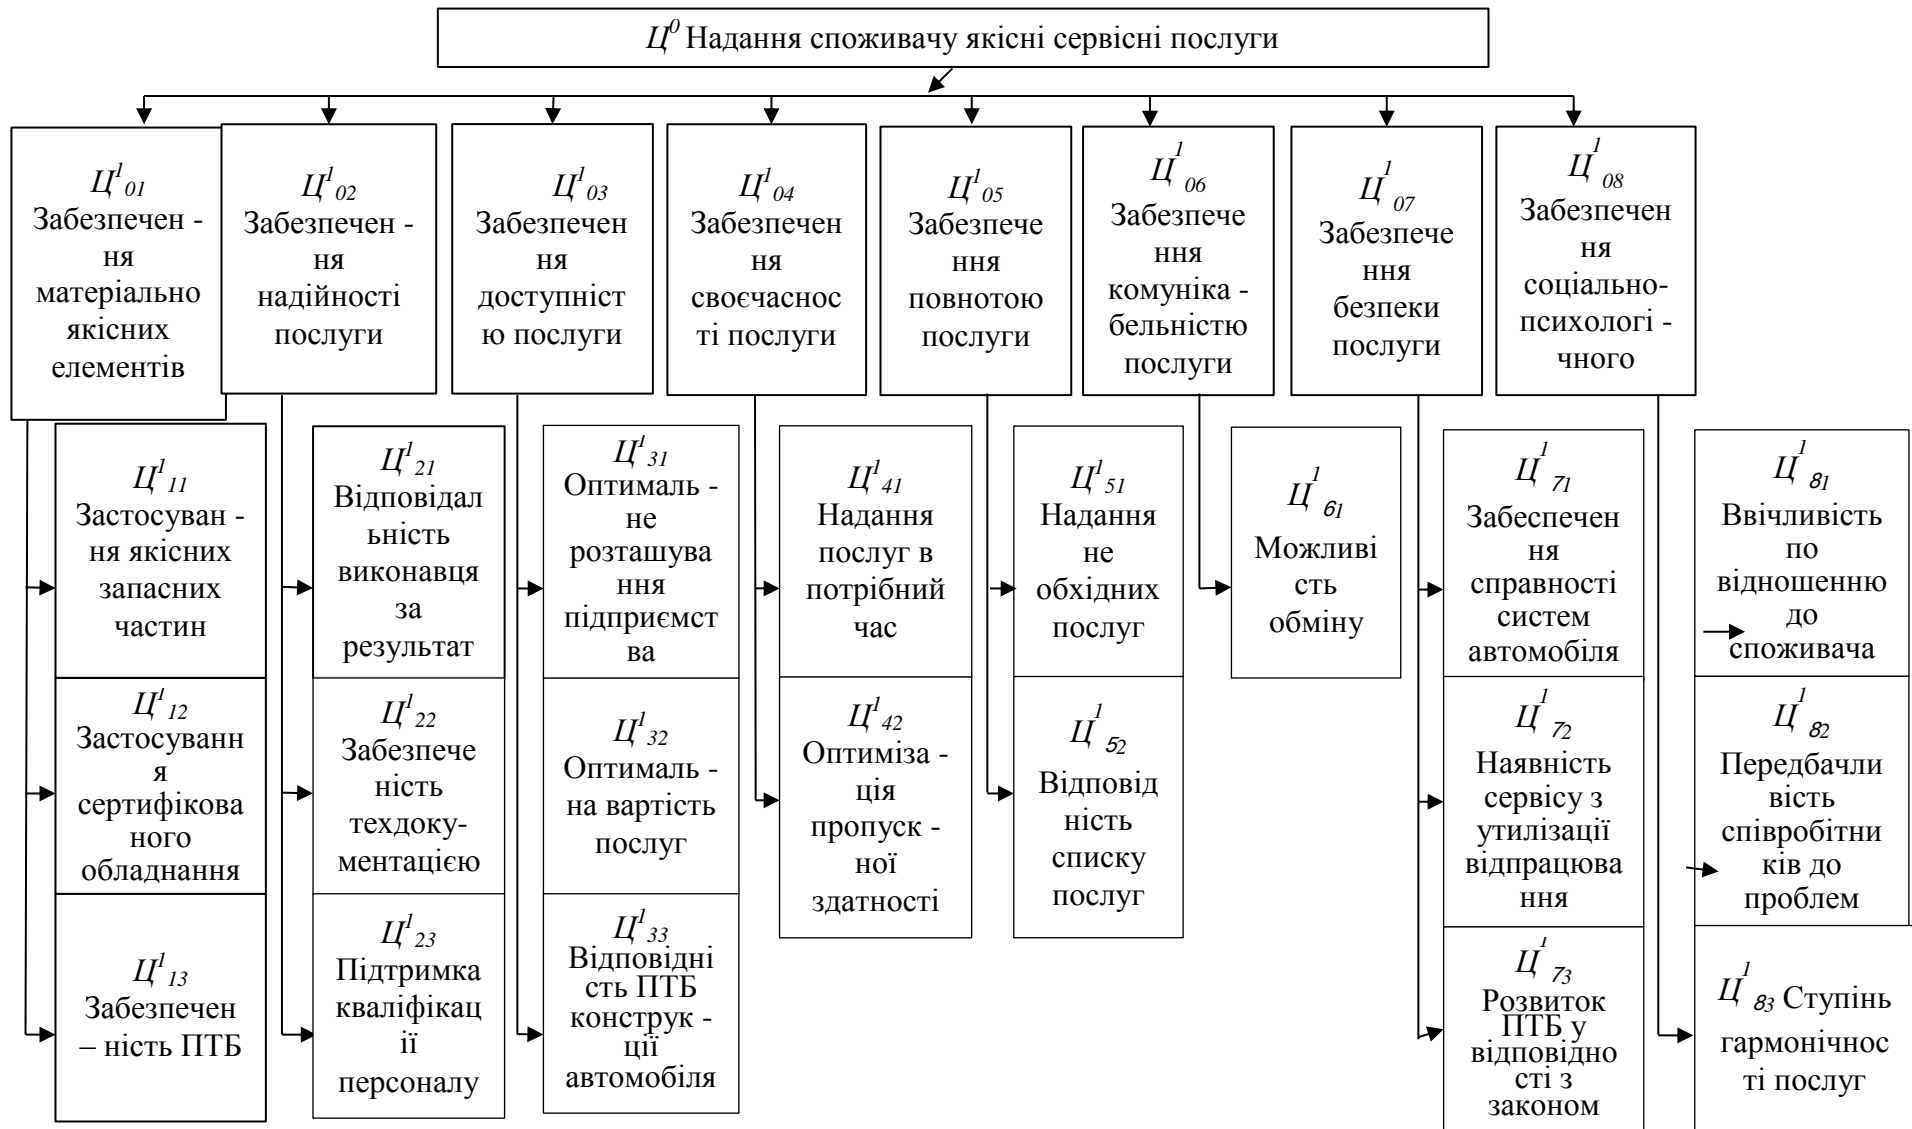 Ц⁰ Надання споживачу якісні сервісні послуги
Ц¹₀₁
Забезпечен -
ня
матеріально
якісних
елементів
Ц¹₀₂
Забезпечен -
ня
надійності
послуги
Ц¹₀₃
Забезпечен
ня
доступніст
ю послуги
Ц¹₀₄
Забезпечен
ня
своєчаснос
ті послуги
Ц¹₀₅
Забезпече
ння
повнотою
послуги
Ц¹₀₆
Забезпече
ння
комуніка -
бельністю
послуги
Ц¹₀₇
Забезпече
ння
безпеки
послуги
Ц¹₀₈
Забезпечен
ня
соціально-
психологі -
чного
Ц¹₁₁
Застосуван -
ня якісних
запасних
частин
Ц¹₁₂
Застосуванн
я
сертифікова
ного
обладнання
Ц¹₁₃
Забезпечен
– ність ПТБ
Ц¹₂₁
Відповідал
ьність
виконавця
за
результат
Ц¹₂₂
Забезпече
ність
техдоку-
ментацією
Ц¹₂₃
Підтримка
кваліфікац
ії
персоналу
Ц¹₃₁
Оптималь -
не
розташува
ння
підприємст
ва
Ц¹₃₂
Оптималь -
на вартість
послуг
Ц¹₃₃
Відповідні
сть ПТБ
конструк -
ції
автомобіля
Ц¹₄₁
Надання
послуг в
потрібний
час
Ц¹₄₂
Оптиміза -
ція
пропуск -
ної
здатності
Ц¹₅₁
Надання
не
обхідних
послуг
Ц¹₅₂
Відповід
ність
списку
послуг
Ц¹₆₁
Можливі
сть
обміну
Ц¹₇₁
Забеспечен
ня
справності
систем
автомобіля
Ц¹₇₂
Наявність
сервісу з
утилізації
відпрацюва
ння
Ц¹₇₃
Розвиток
ПТБ у
відповідно
сті з
законом
Ц¹₈₁
Ввічливість
по
відношенню
до
споживача
Ц¹₈₂
Передбачли
вість
співробітни
ків до
проблем
Ц¹₈₃ Ступінь
гармонічнос
ті послуг